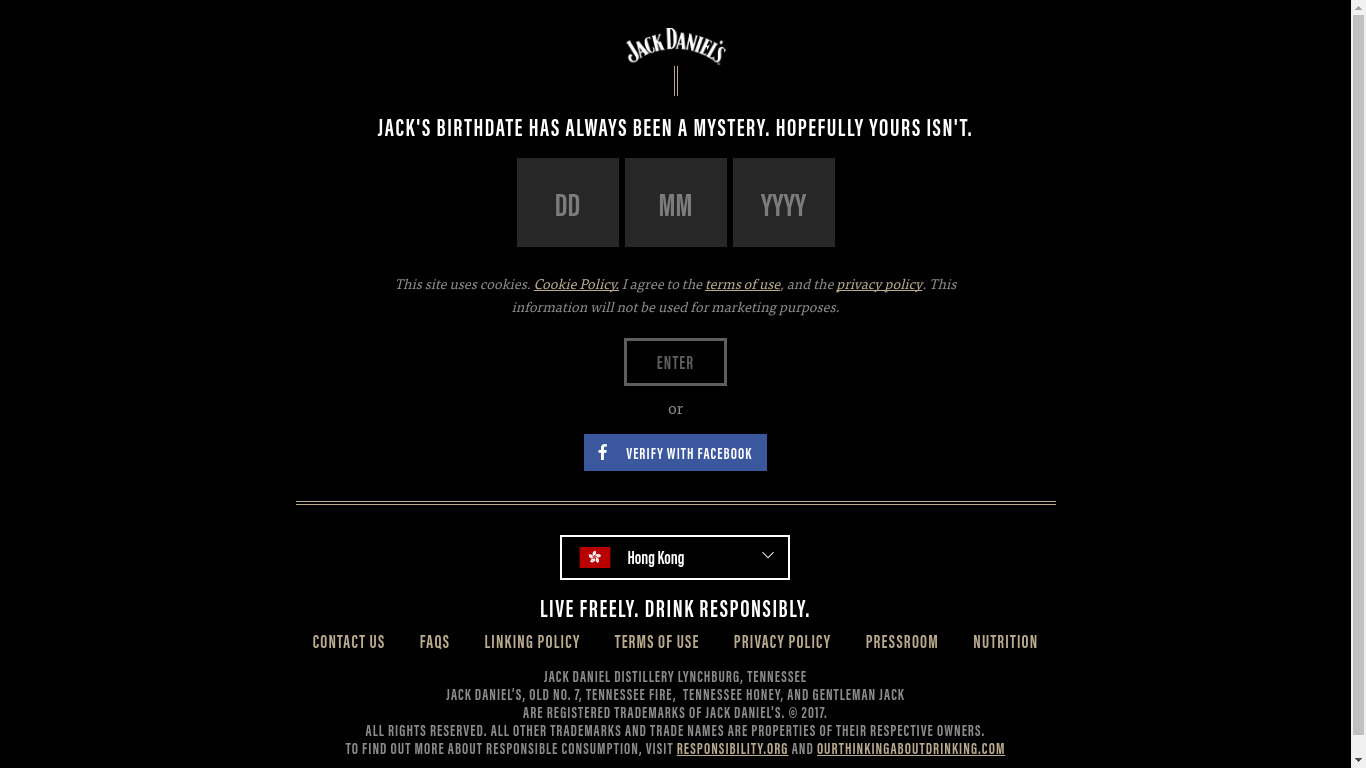 JACK DANIEL'S
JACK'S BIRTHDATE HAS ALWAYS BEEN A MYSTERY. HOPEFULLY YOURS ISN'T.
DD MM YYYY
This site uses cookies. Cookie Policy. I agree to the terms of use, and the privacy policy. This
information will not be used for marketing purposes.
ENTER
or
f VERIFY WITH FACEBOOK
Hong Kong
LIVE FREELY. DRINK RESPONSIBLY.
CONTACT US FAQS LINKING POLICY TERMS OF USE PRIVACY POLICY PRESSROOM NUTRITION
JACK DANIEL DISTILLERY LYNCHBURG, TENNESSEE
JACK DANIEL'S, OLD NO. 7, TENNESSEE FIRE, TENNESSEE HONEY, AND GENTLEMAN JACK
ARE REGISTERED TRADEMARKS OF JACK DANIEL'S. © 2017.
ALL RIGHTS RESERVED. ALL OTHER TRADEMARKS AND TRADE NAMES ARE PROPERTIES OF THEIR RESPECTIVE OWNERS.
TO FIND OUT MORE ABOUT RESPONSIBLE CONSUMPTION, VISIT RESPONSIBILITY.ORG AND OURTHINKINGABOUTDRINKING.COM